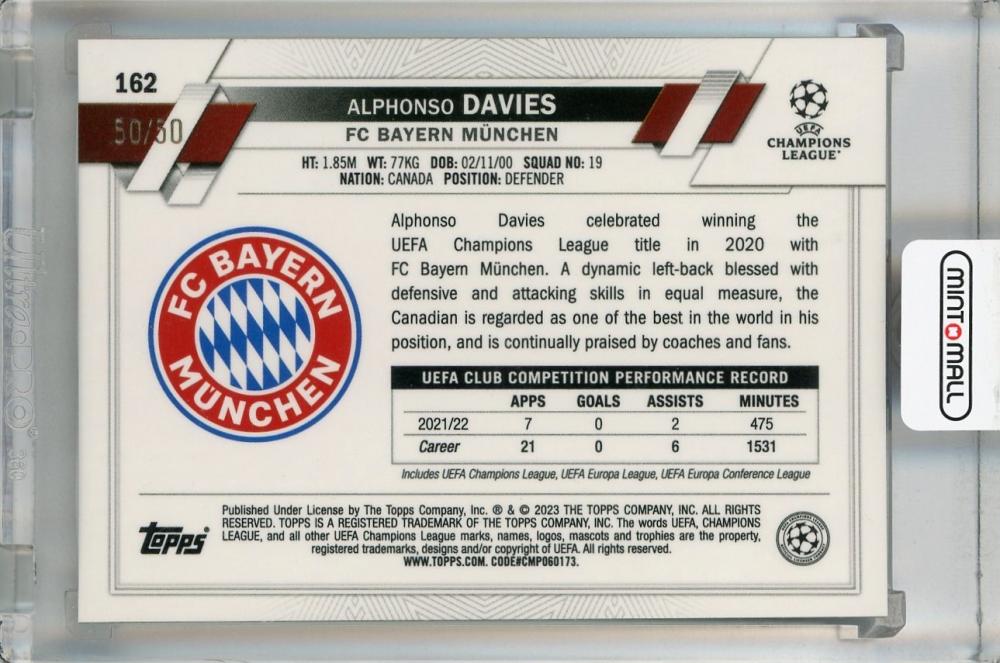 162
50/50
ALPHONSO DAVIES
FC BAYERN MÜNCHEN
HT: 1.85M WT: 77KG DOB: 02/11/00 SQUAD NO: 19
NATION: CANADA POSITION: DEFENDER
UEFA
CHAMPIONS
LEAGUE
Alphonso Davies celebrated winning the
UEFA Champions League title in 2020 with
FC Bayern München. A dynamic left-back blessed with
defensive and attacking skills in equal measure, the
Canadian is regarded as one of the best in the world in his
position, and is continually praised by coaches and fans.
FC BAYERN
MÜNCHEN
UEFA CLUB COMPETITION PERFORMANCE RECORD
APPS GOALS ASSISTS MINUTES
2021/22 7 0 2 475
Career 21 0 6 1531
Includes UEFA Champions League, UEFA Europa League, UEFA Europa Conference League
Topps®
Published Under License by The Topps Company, Inc. ® & © 2023 THE TOPPS COMPANY, INC. ALL RIGHTS
RESERVED. TOPPS IS A REGISTERED TRADEMARK OF THE TOPPS COMPANY, INC. The words UEFA, CHAMPIONS
LEAGUE, and all other UEFA Champions League marks, names, logos, mascots and trophies are the property,
registered trademarks, designs and/or copyright of UEFA. All rights reserved.
WWW.TOPPS.COM. CODE#CMP060173.
MINT MALL